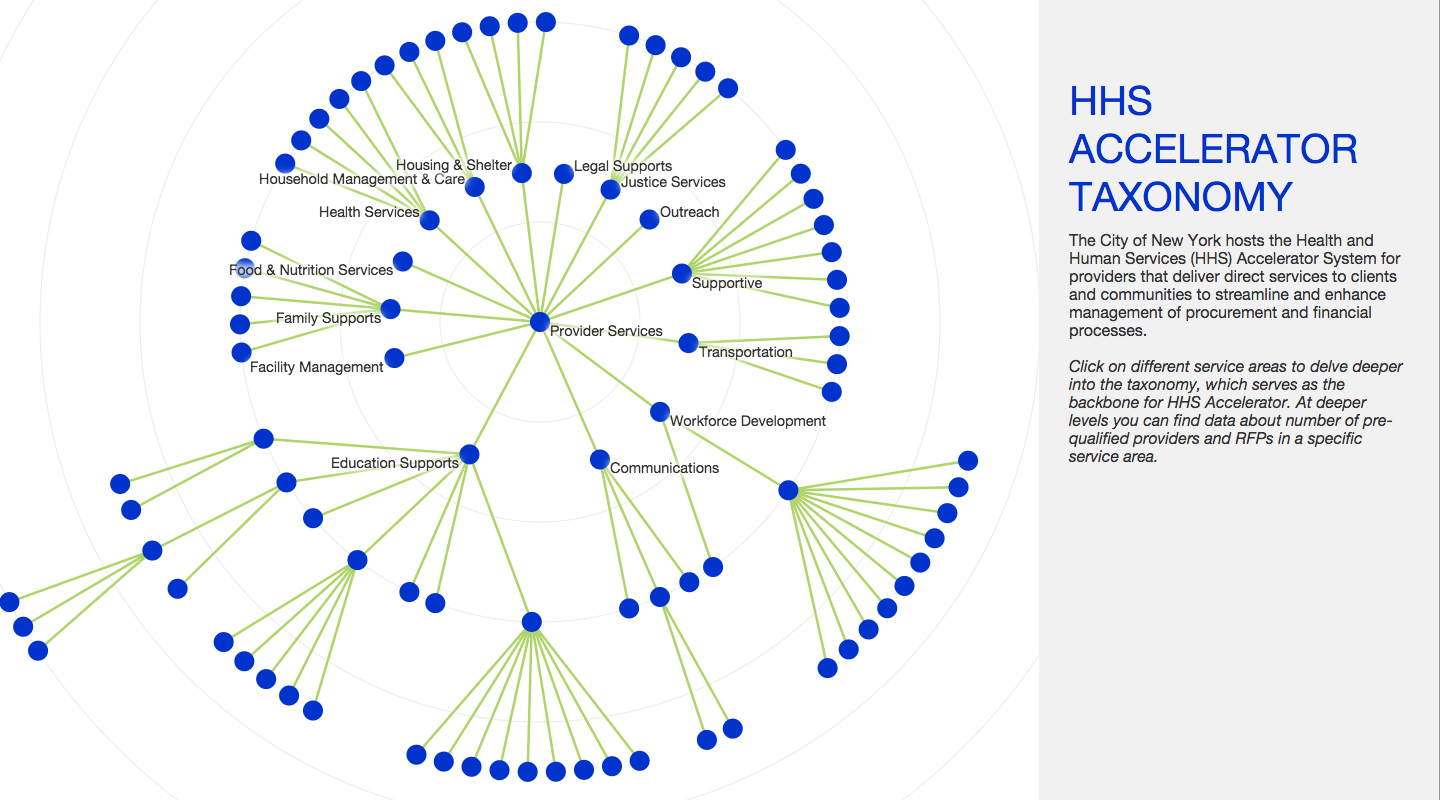 HHS
ACCELERATOR
TAXONOMY
The City of New York hosts the Health and
Human Services (HHS) Accelerator System for
providers that deliver direct services to clients
and communities to streamline and enhance
management of procurement and financial
processes.
Click on different service areas to delve deeper
into the taxonomy, which serves as the
backbone for HHS Accelerator. At deeper
levels you can find data about number of pre-
qualified providers and RFPs in a specific
service area.
Housing & Shelter
Legal Supports
Household Management & Care
Justice Services
Health Services
Outreach
Food & Nutrition Services
Supportive
Family Supports
Provider Services
Transportation
Facility Management
Workforce Development
Education Supports
Communications